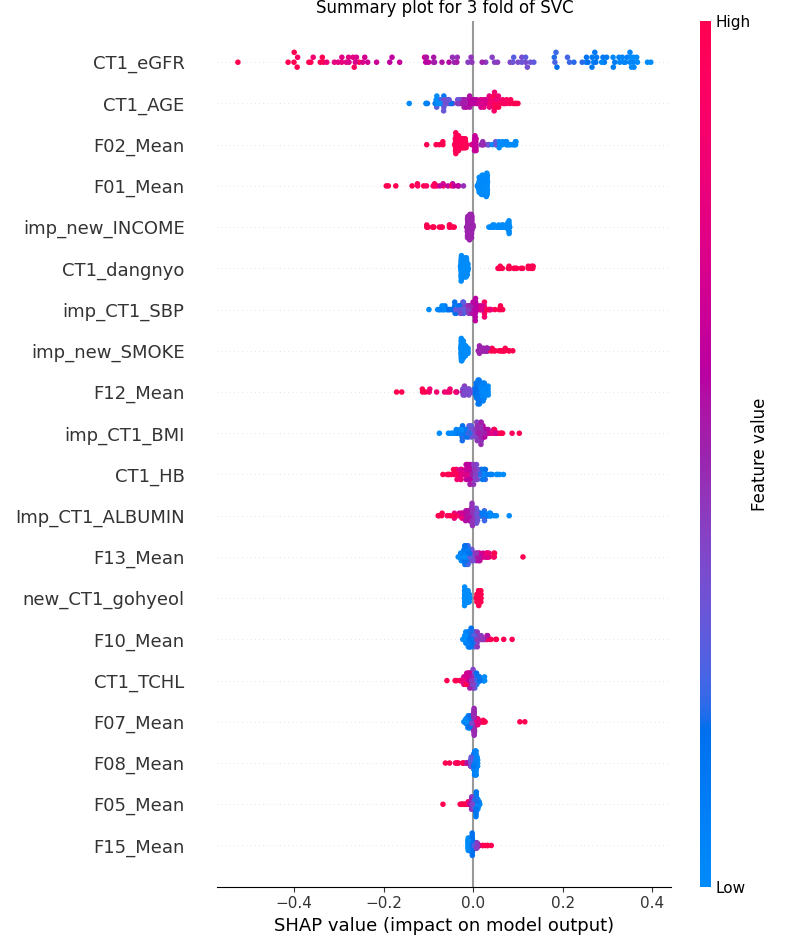 Summary plot for 3 fold of SVC
High
CT1_eGFR
CT1_AGE
F02_Mean
F01_Mean
imp_new_INCOME
CT1_dangnyo
imp_CT1_SBP
imp_new_SMOKE
F12_Mean
imp_CT1_BMI
CT1_HB
Imp_CT1_ALBUMIN
F13_Mean
new_CT1_gohyeol
F10_Mean
CT1_TCHL
F07_Mean
F08_Mean
F05_Mean
F15_Mean
Feature value
Low
−0.4 −0.2 0.0 0.2 0.4
SHAP value (impact on model output)